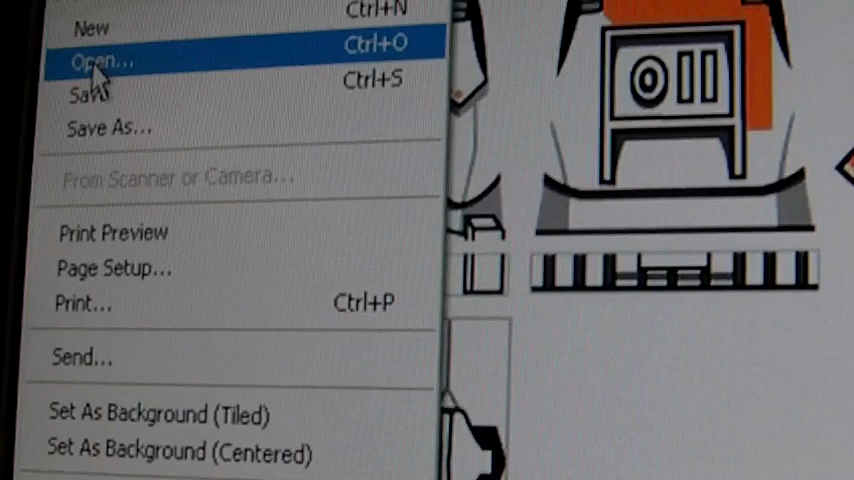 New Ctrl+N
Open... Ctrl+O
Save Ctrl+S
Save As...
From Scanner or Camera...
Print Preview
Page Setup...
Print... Ctrl+P
Send...
Set As Background (Tiled)
Set As Background (Centered)